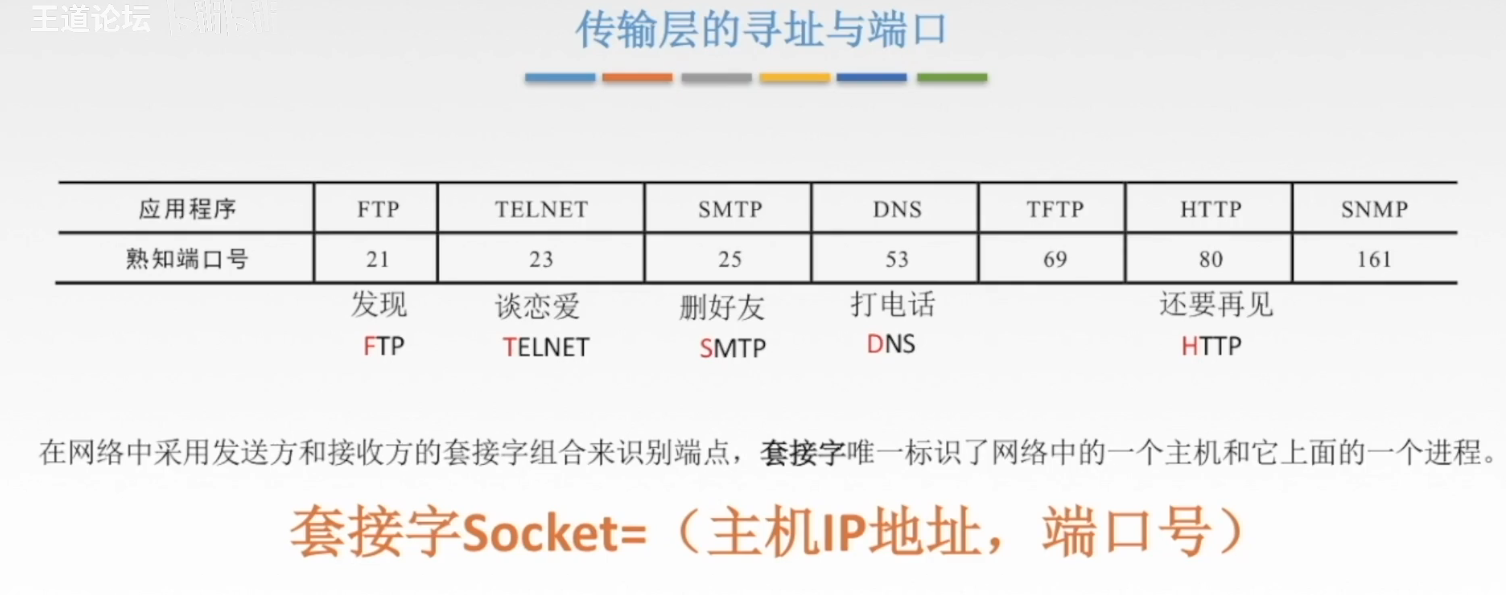 王道论坛
传输层的寻址与端口
应用程序 FTP TELNET SMTP DNS TFTP HTTP SNMP
熟知端口号 21 23 25 53 69 80 161
发现 谈恋爱 删好友 打电话 还要再见
FTP TELNET SMTP DNS HTTP
在网络中采用发送方和接收方的套接字组合来识别端点，套接字唯一标识了网络中的一个主机和它上面的一个进程。
套接字Socket=（主机IP地址，端口号）